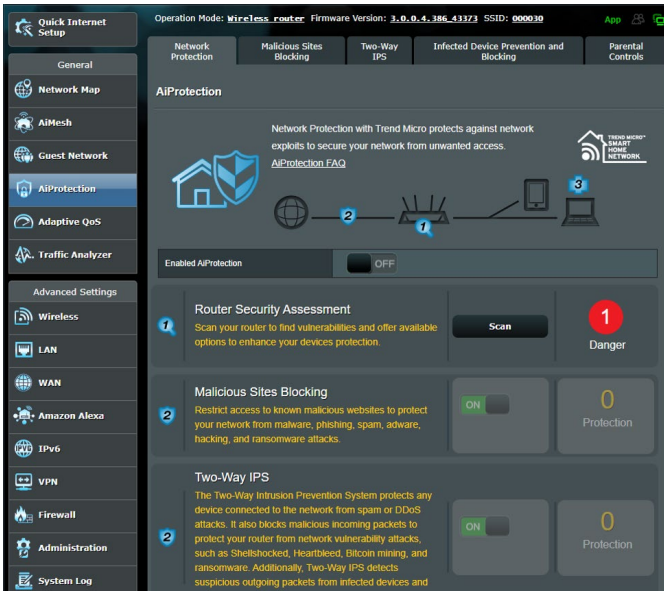 Quick Internet
Setup
Operation Mode: Wireless router Firmware Version: 3.0.0.4.386_43373 SSID: 000030
App
General
Network Map
AiMesh
Guest Network
AiProtection
Adaptive QoS
Traffic Analyzer
Advanced Settings
Wireless
LAN
WAN
Amazon Alexa
IPv6
VPN
Firewall
Administration
System Log
Network
Protection
Malicious Sites
Blocking
Two-Way
IPS
Infected Device Prevention and
Blocking
Parental
Controls
AiProtection
Network Protection with Trend Micro protects against network
exploits to secure your network from unwanted access.
AiProtection FAQ
TREND MICRO™
SMART
HOME
NETWORK
3
2
1
Enabled AiProtection
OFF
1
Router Security Assessment
Scan your router to find vulnerabilities and offer available
options to enhance your devices protection.
Scan
1
Danger
2
Malicious Sites Blocking
Restrict access to known malicious websites to protect
your network from malware, phishing, spam, adware,
hacking, and ransomware attacks.
ON
0
Protection
2
Two-Way IPS
The Two-Way Intrusion Prevention System protects any
device connected to the network from spam or DDoS
attacks. It also blocks malicious incoming packets to
protect your router from network vulnerability attacks,
such as Shellshocked, Heartbleed, Bitcoin mining, and
ransomware. Additionally, Two-Way IPS detects
suspicious outgoing packets from infected devices and
ON
0
Protection